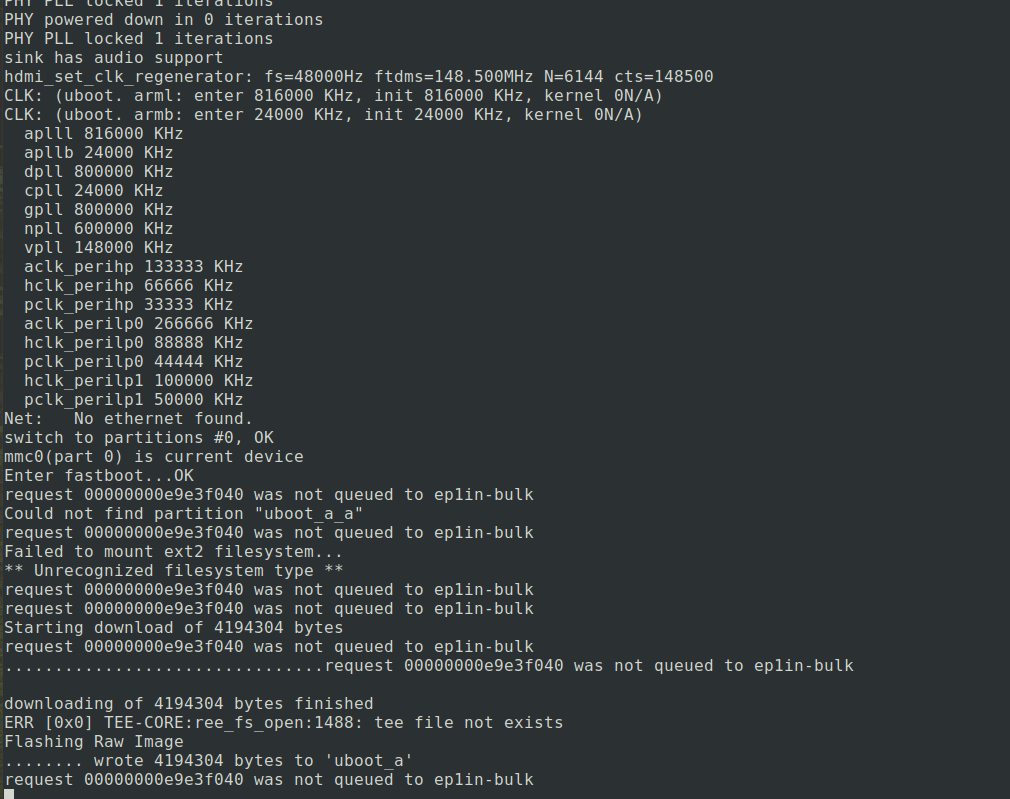 PHY PLL locked 1 iterations
PHY powered down in 0 iterations
PHY PLL locked 1 iterations
sink has audio support
hdmi_set_clk_regenerator: fs=48000Hz ftdms=148.500MHz N=6144 cts=148500
CLK: (uboot. arml: enter 816000 KHz, init 816000 KHz, kernel 0N/A)
CLK: (uboot. armb: enter 24000 KHz, init 24000 KHz, kernel 0N/A)
  aplll 816000 KHz
  apllb 24000 KHz
  dpll 800000 KHz
  cpll 24000 KHz
  gpll 800000 KHz
  npll 600000 KHz
  vpll 148000 KHz
  aclk_perihp 133333 KHz
  hclk_perihp 66666 KHz
  pclk_perihp 33333 KHz
  aclk_perilp0 266666 KHz
  hclk_perilp0 88888 KHz
  pclk_perilp0 44444 KHz
  hclk_perilp1 100000 KHz
  pclk_perilp1 50000 KHz
Net:   No ethernet found.
switch to partitions #0, OK
mmc0(part 0) is current device
Enter fastboot...OK
request 00000000e9e3f040 was not queued to ep1in-bulk
Could not find partition "uboot_a_a"
request 00000000e9e3f040 was not queued to ep1in-bulk
Failed to mount ext2 filesystem...
** Unrecognized filesystem type **
request 00000000e9e3f040 was not queued to ep1in-bulk
request 00000000e9e3f040 was not queued to ep1in-bulk
Starting download of 4194304 bytes
request 00000000e9e3f040 was not queued to ep1in-bulk
................................request 00000000e9e3f040 was not queued to ep1in-bulk
downloading of 4194304 bytes finished
ERR [0x0] TEE-CORE:ree_fs_open:1488: tee file not exists
Flashing Raw Image
........ wrote 4194304 bytes to 'uboot_a'
request 00000000e9e3f040 was not queued to ep1in-bulk